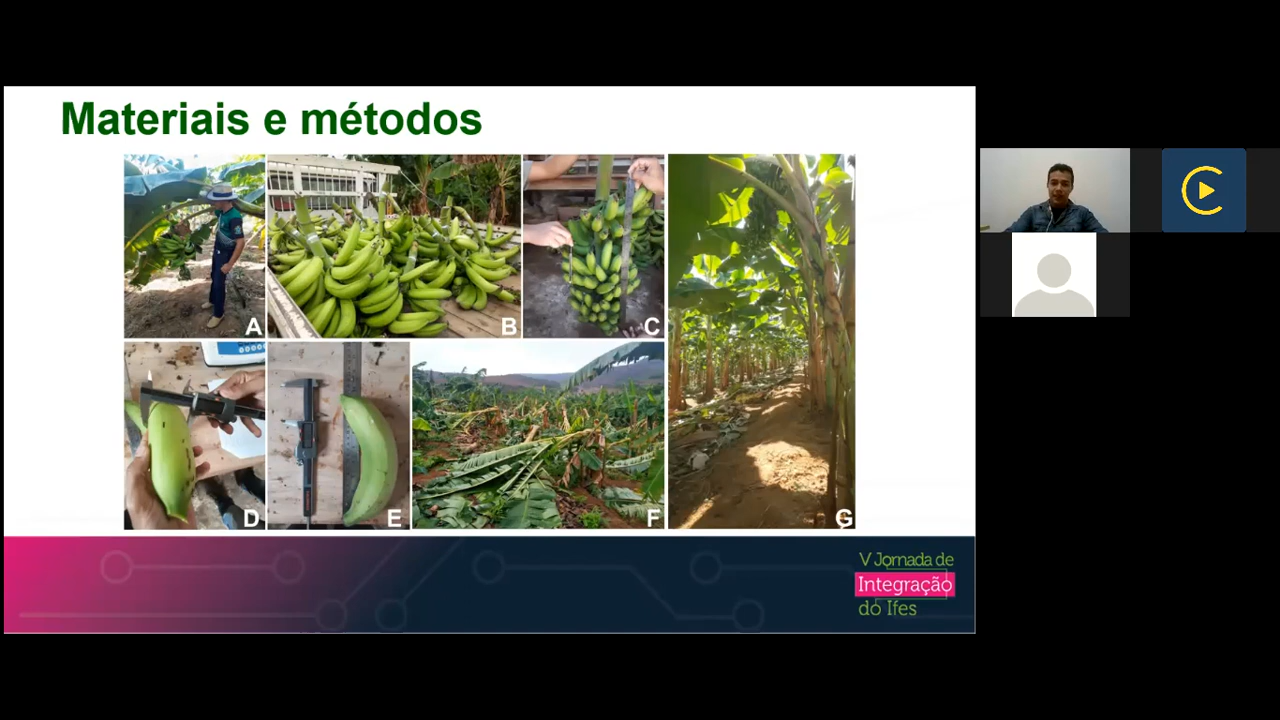 Materiais e métodos
A
B
C
D
E
F
G
V Jornada de
Integração
do Ifes